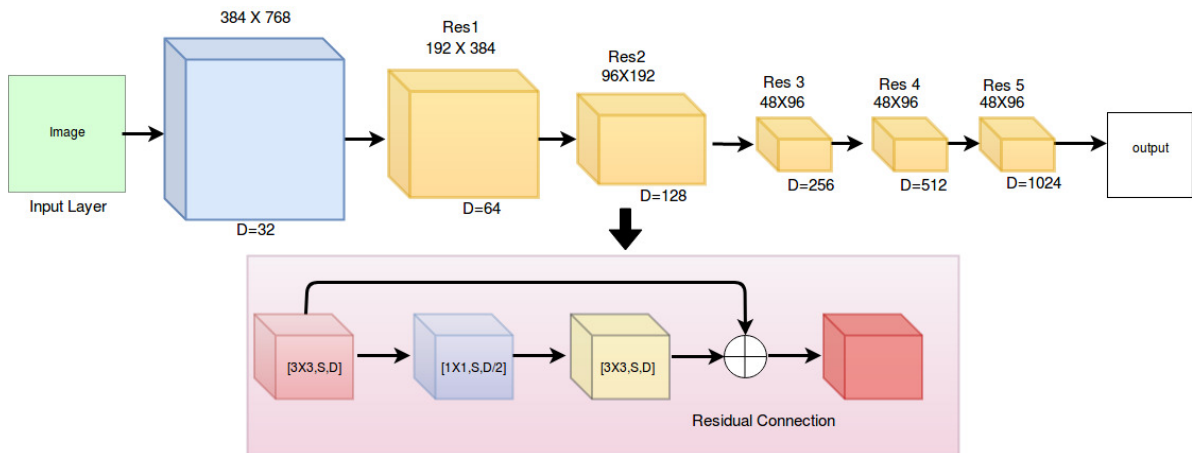 384 X 768
Res1
192 X 384
Res2
96X192
Res 3
48X96
Res 4
48X96
Res 5
48X96
Image
output
Input Layer
D=32
D=64
D=128
D=256
D=512
D=1024
[3X3,S,D]
[1X1,S,D/2]
[3X3,S,D]
Residual Connection